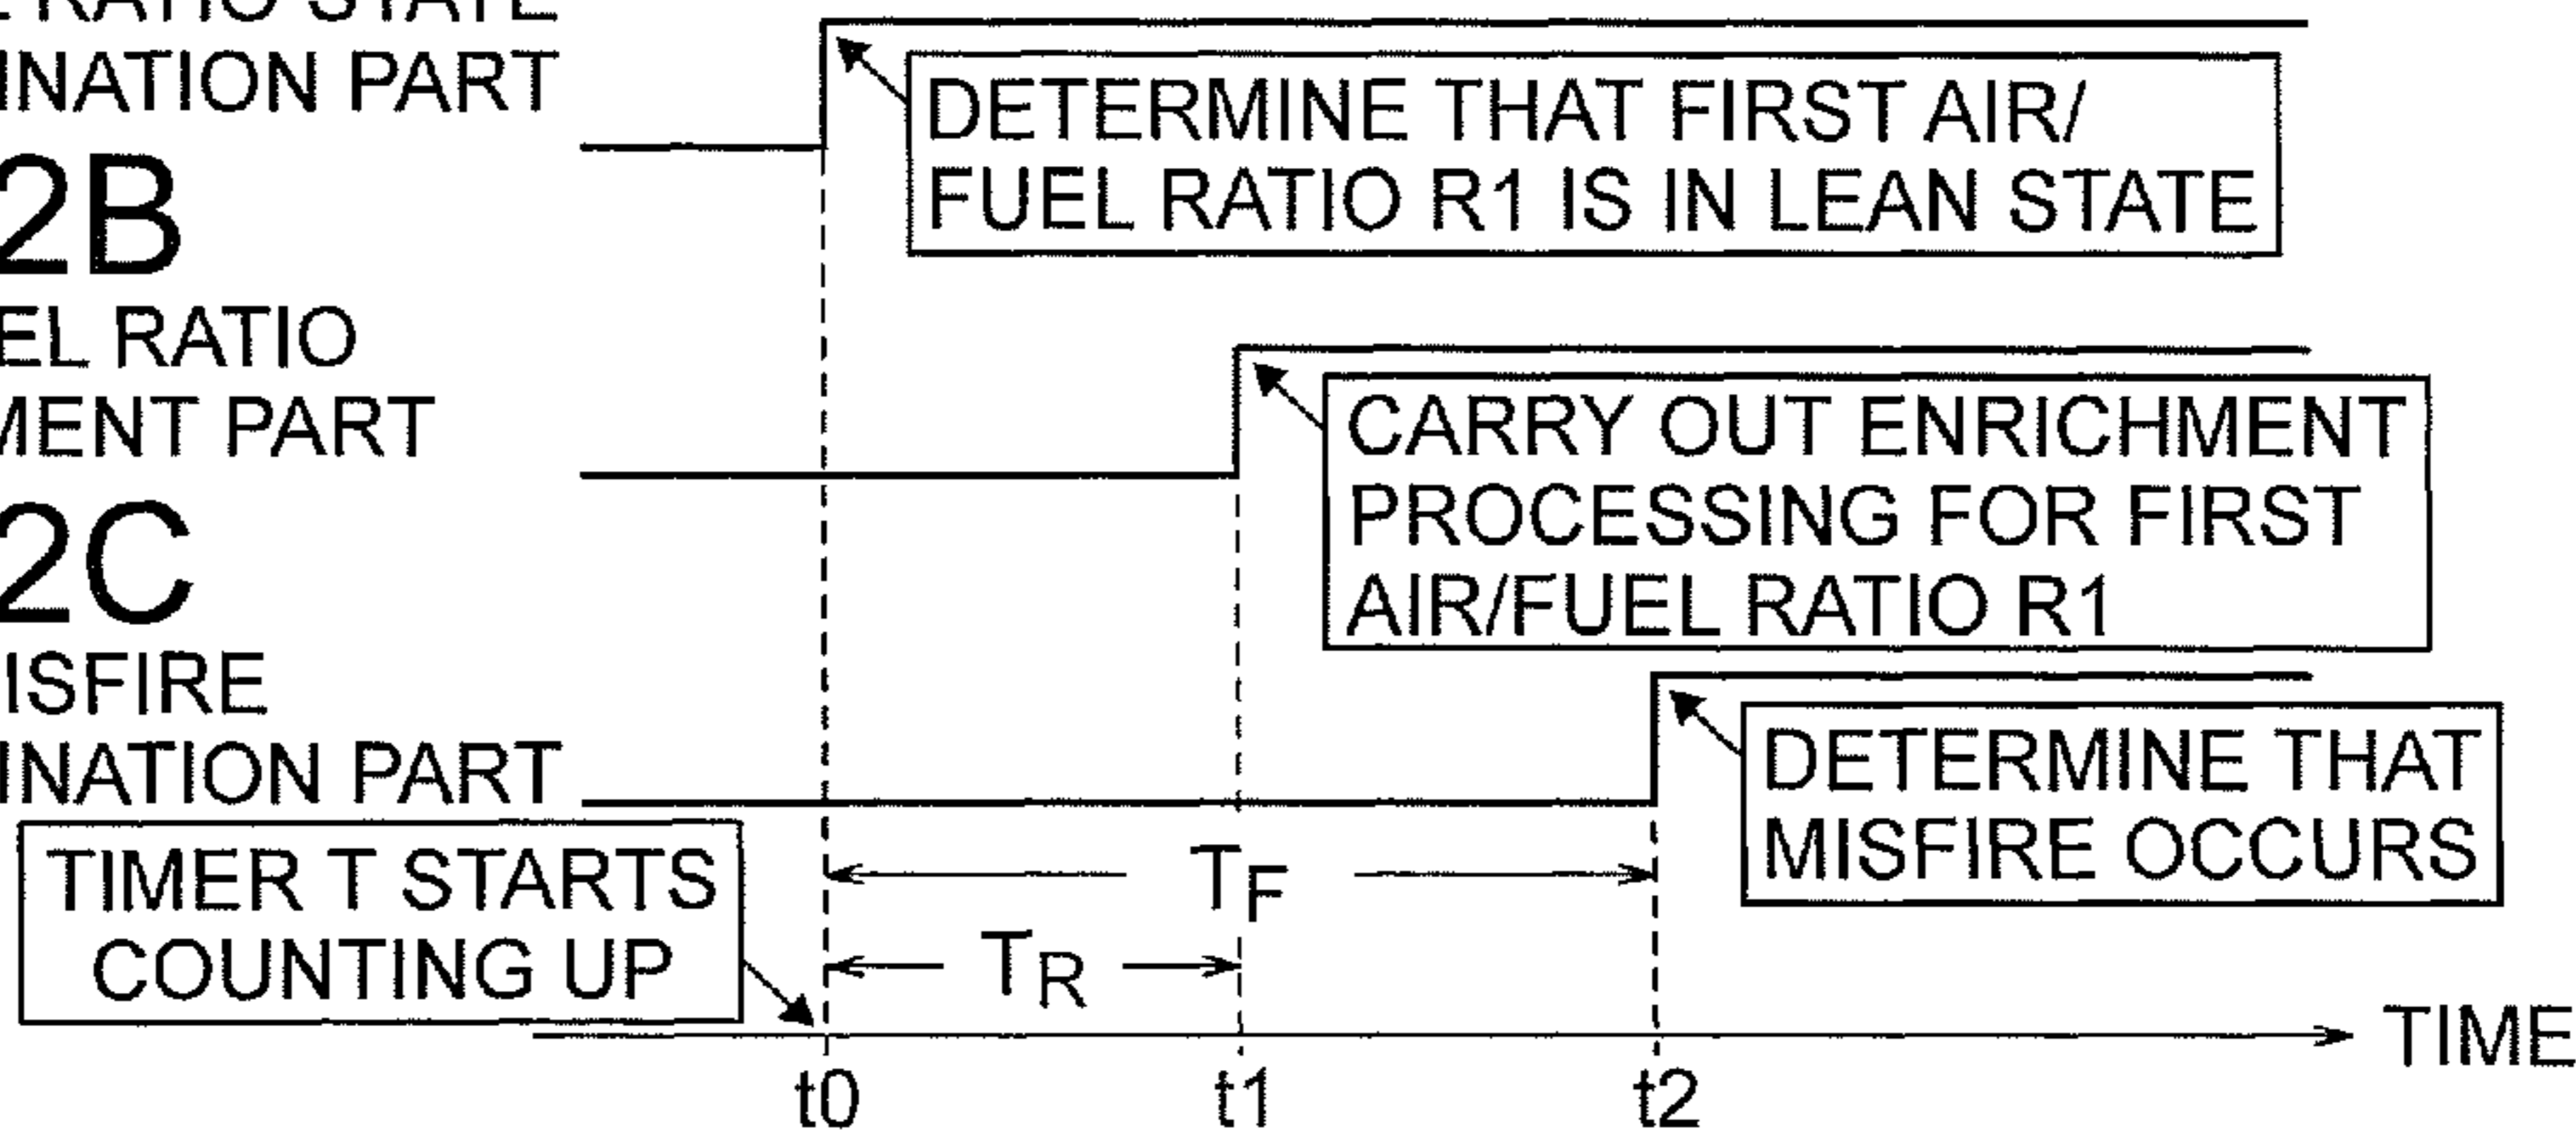 RATIO STATE
INATION PART
DETERMINE THAT FIRST AIR/
FUEL RATIO R1 IS IN LEAN STATE
2B
EL RATIO
MENT PART
CARRY OUT ENRICHMENT
PROCESSING FOR FIRST
AIR/FUEL RATIO R1
2C
ISFIRE
INATION PART
DETERMINE THAT
MISFIRE OCCURS
TIMER T STARTS
COUNTING UP
TF
TR
TIME
t0
t1
t2